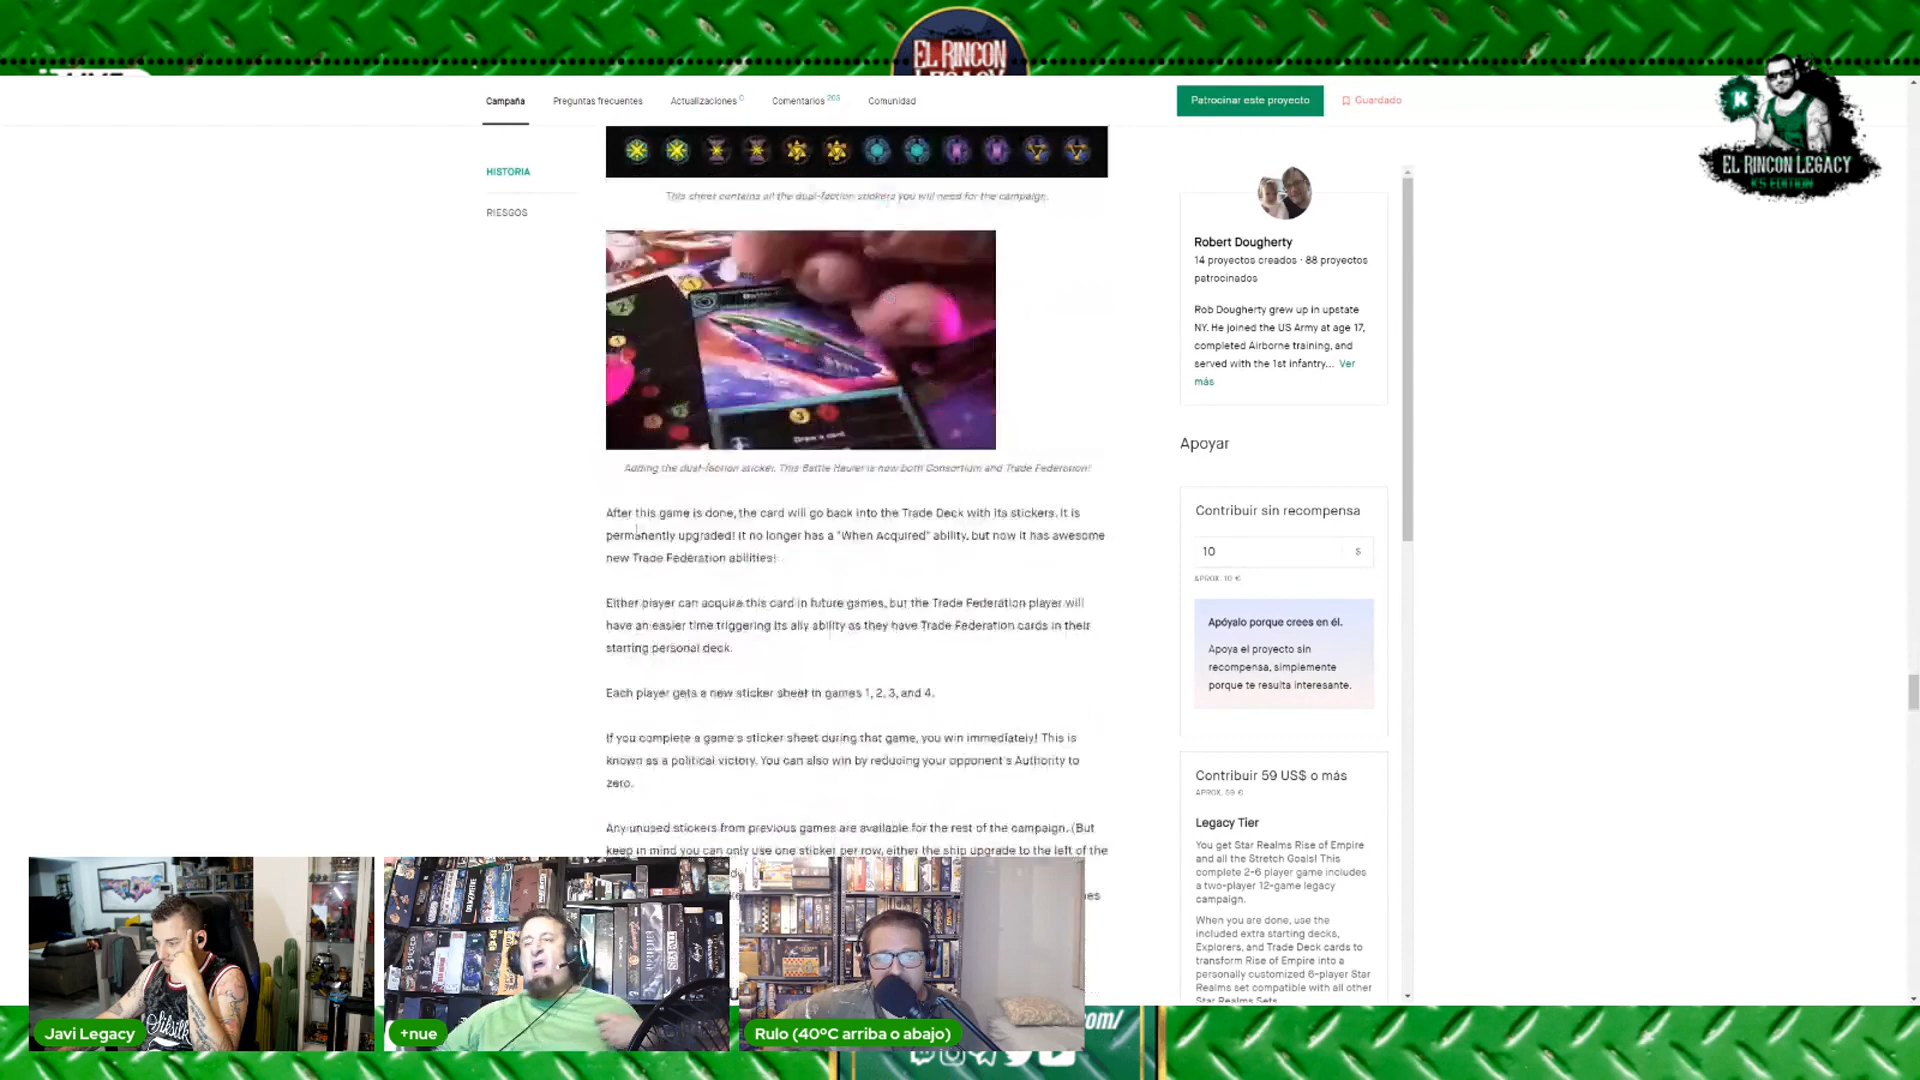 EL RINCON
LEGACY
Campaña
Preguntas frecuentes
Actualizaciones 0
Comentarios 205
Comunidad
Patrocinar este proyecto
Guardado
EL RINCON LEGACY
KS EDITION
HISTORIA
RIESGOS
This sheet contains all the dual-faction stickers you will need for the campaign.
Draw a card
Adding the dual-faction sticker. This Battle Hauler is now both Consortium and Trade Federation!
After this game is done, the card will go back into the Trade Deck with its stickers. It is
permanently upgraded! It no longer has a "When Acquired" ability, but now it has awesome
new Trade Federation abilities!
Either player can acquire this card in future games, but the Trade Federation player will
have an easier time triggering its ally ability as they have Trade Federation cards in their
starting personal deck.
Each player gets a new sticker sheet in games 1, 2, 3, and 4.
If you complete a game's sticker sheet during that game, you win immediately! This is
known as a political victory. You can also win by reducing your opponent's Authority to
zero.
Any unused stickers from previous games are available for the rest of the campaign. (But
keep in mind you can only use one sticker per row, either the ship upgrade to the left of the
Robert Dougherty
14 proyectos creados · 88 proyectos
patrocinados
Rob Dougherty grew up in upstate
NY. He joined the US Army at age 17,
completed Airborne training, and
served with the 1st infantry... Ver
más
Apoyar
Contribuir sin recompensa
10 $
APROX. 10 €
Apóyalo porque crees en él.
Apoya el proyecto sin
recompensa, simplemente
porque te resulta interesante.
Contribuir 59 US$ o más
APROX. 59 €
Legacy Tier
You get Star Realms Rise of Empire
and all the Stretch Goals! This
complete 2-6 player game includes
a two-player 12-game legacy
campaign.
When you are done, use the
included extra starting decks,
Explorers, and Trade Deck cards to
transform Rise of Empire into a
personally customized 6-player Star
Realms set compatible with all other
Star Realms Sets.
Javi Legacy
+nue
Rulo (40ºC arriba o abajo)
com/